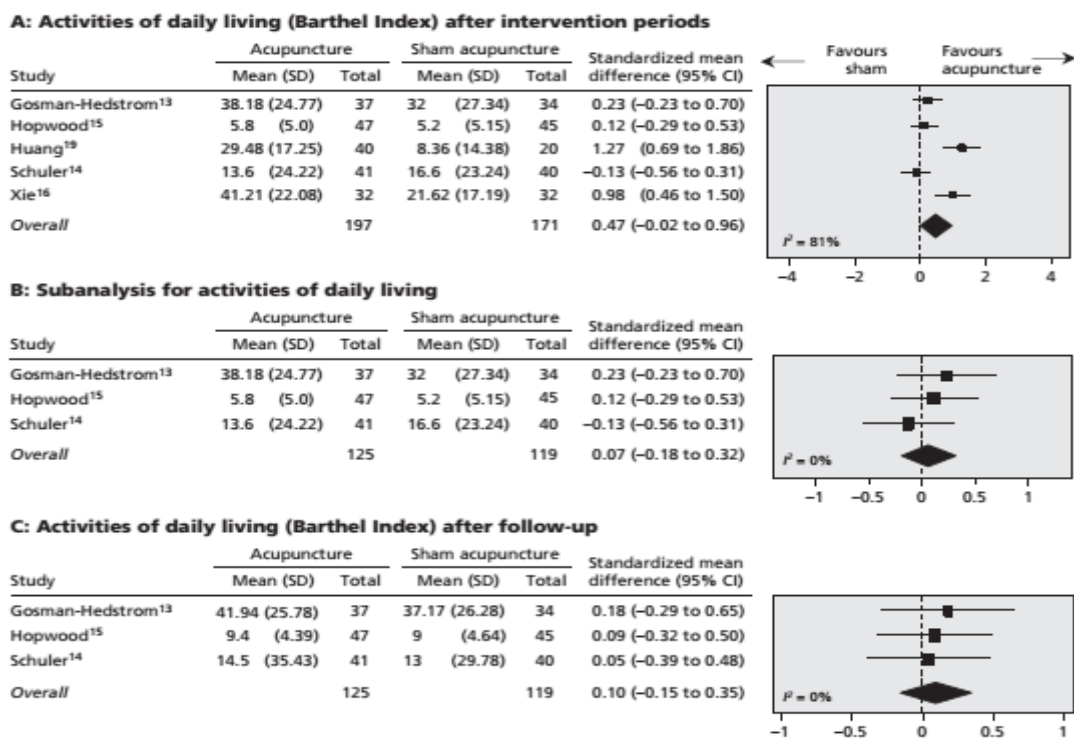 A: Activities of daily living (Barthel Index) after intervention periods
Acupuncture Sham acupuncture Standardized mean difference (95% CI) Favours sham Favours acupuncture
Study Mean (SD) Total Mean (SD) Total
Gosman-Hedstrom¹³ 38.18 (24.77) 37 32 (27.34) 34 0.23 (−0.23 to 0.70)
Hopwood¹⁵ 5.8 (5.0) 47 5.2 (5.15) 45 0.12 (−0.29 to 0.53)
Huang¹⁹ 29.48 (17.25) 40 8.36 (14.38) 20 1.27 (0.69 to 1.86)
Schuler¹⁴ 13.6 (24.22) 41 16.6 (23.24) 40 −0.13 (−0.56 to 0.31)
Xie¹⁶ 41.21 (22.08) 32 21.62 (17.19) 32 0.98 (0.46 to 1.50)
Overall 197 171 0.47 (−0.02 to 0.96)
I² = 81%
−4 −2 0 2 4
B: Subanalysis for activities of daily living
Acupuncture Sham acupuncture Standardized mean difference (95% CI)
Study Mean (SD) Total Mean (SD) Total
Gosman-Hedstrom¹³ 38.18 (24.77) 37 32 (27.34) 34 0.23 (−0.23 to 0.70)
Hopwood¹⁵ 5.8 (5.0) 47 5.2 (5.15) 45 0.12 (−0.29 to 0.53)
Schuler¹⁴ 13.6 (24.22) 41 16.6 (23.24) 40 −0.13 (−0.56 to 0.31)
Overall 125 119 0.07 (−0.18 to 0.32)
I² = 0%
−1 −0.5 0 0.5 1
C: Activities of daily living (Barthel Index) after follow-up
Acupuncture Sham acupuncture Standardized mean difference (95% CI)
Study Mean (SD) Total Mean (SD) Total
Gosman-Hedstrom¹³ 41.94 (25.78) 37 37.17 (26.28) 34 0.18 (−0.29 to 0.65)
Hopwood¹⁵ 9.4 (4.39) 47 9 (4.64) 45 0.09 (−0.32 to 0.50)
Schuler¹⁴ 14.5 (35.43) 41 13 (29.78) 40 0.05 (−0.39 to 0.48)
Overall 125 119 0.10 (−0.15 to 0.35)
I² = 0%
−1 −0.5 0 0.5 1